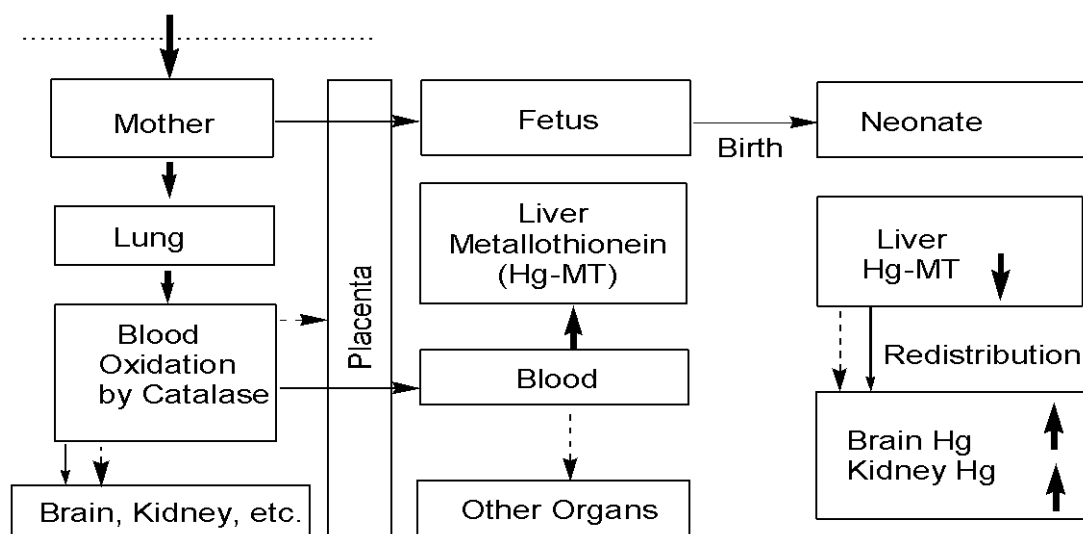 Mother
Lung
Blood
Oxidation
by Catalase
Brain, Kidney, etc.
Placenta
Fetus
Liver
Metallothionein
(Hg-MT)
Blood
Other Organs
Birth
Neonate
Liver
Hg-MT
Redistribution
Brain Hg
Kidney Hg